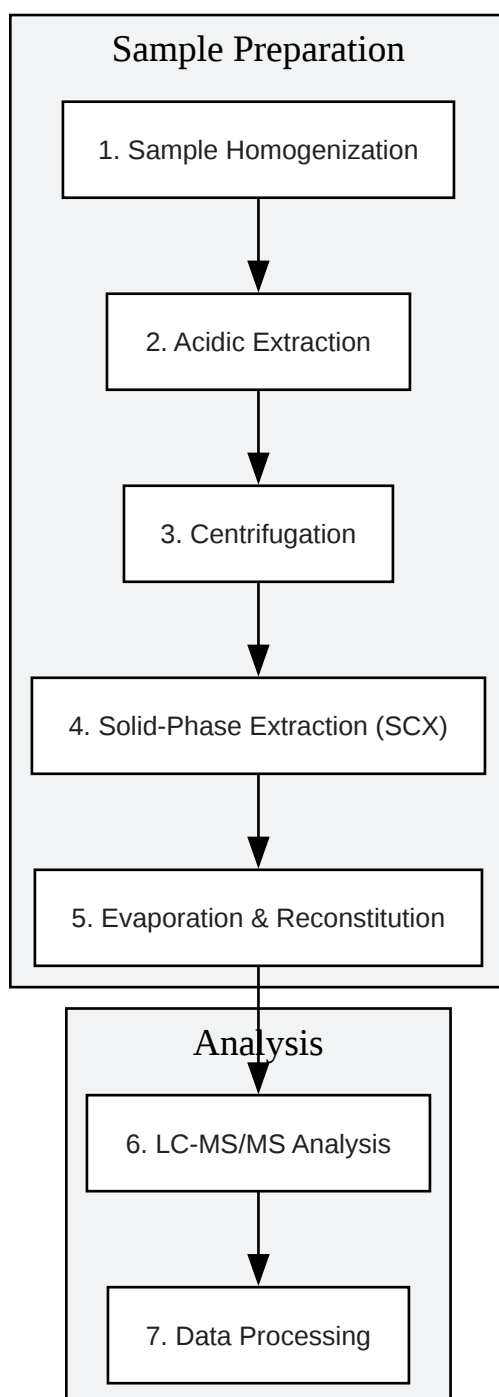 Sample Preparation
1. Sample Homogenization
2. Acidic Extraction
3. Centrifugation
4. Solid-Phase Extraction (SCX)
5. Evaporation & Reconstitution
Analysis
6. LC-MS/MS Analysis
7. Data Processing